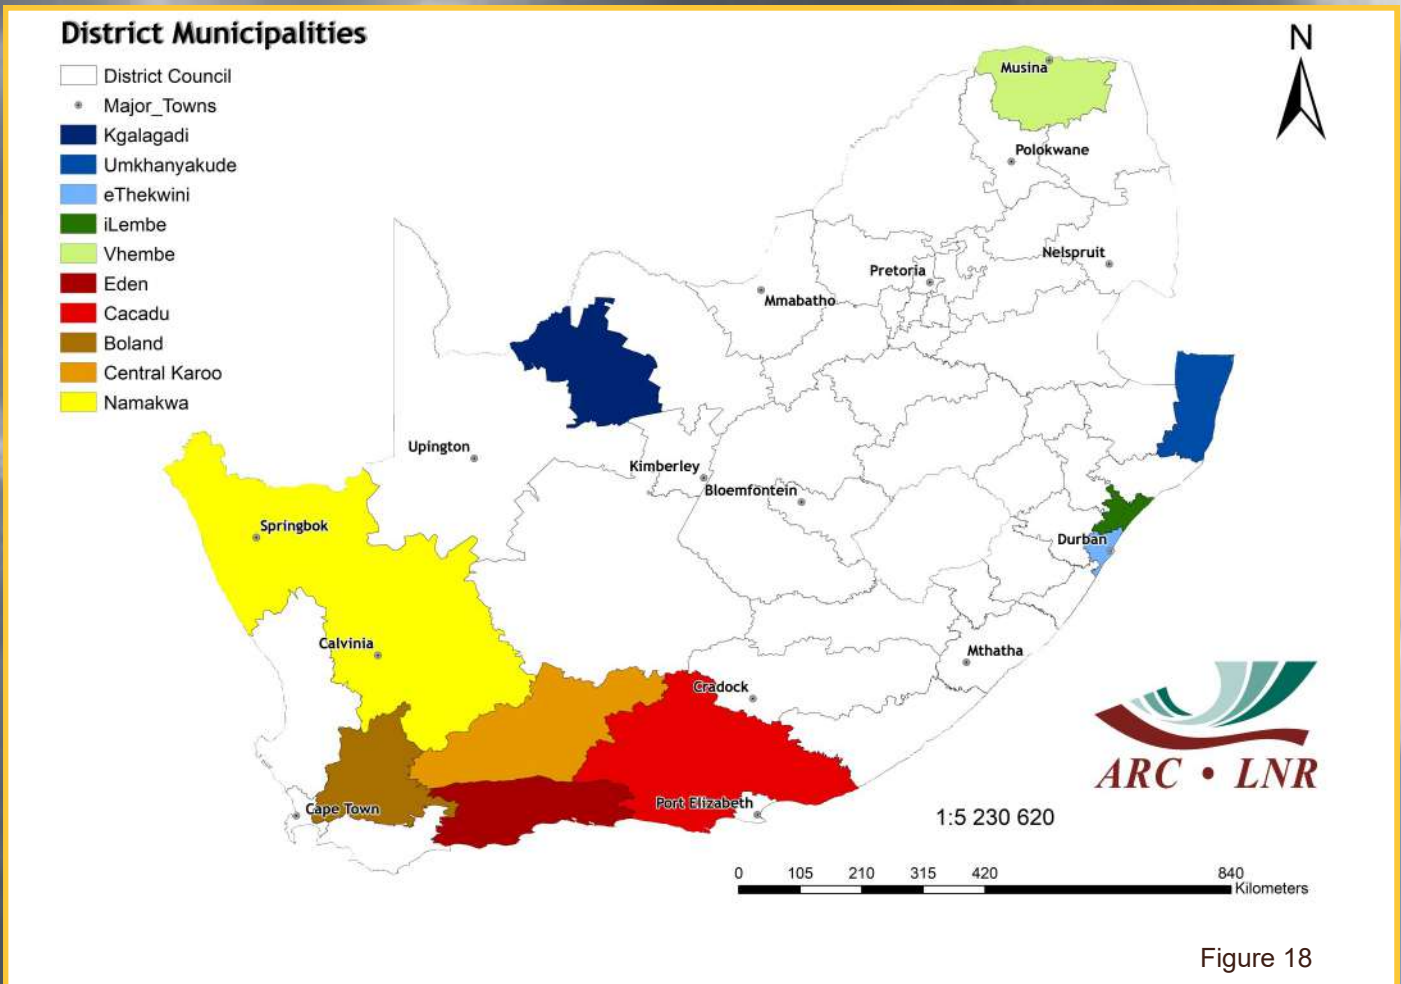 District Municipalities
District Council
Major_Towns
Kgalagadi
Umkhanyakude
eThekwini
iLembe
Vhembe
Eden
Cacadu
Boland
Central Karoo
Namakwa
N
Musina
Polokwane
Nelspruit
Pretoria
Mmabatho
Upington
Kimberley
Bloemfontein
Springbok
Durban
Calvinia
Mthatha
Cradock
Cape Town
Port Elizabeth
ARC • LNR
1:5 230 620
0 105 210 315 420 840
Kilometers
Figure 18